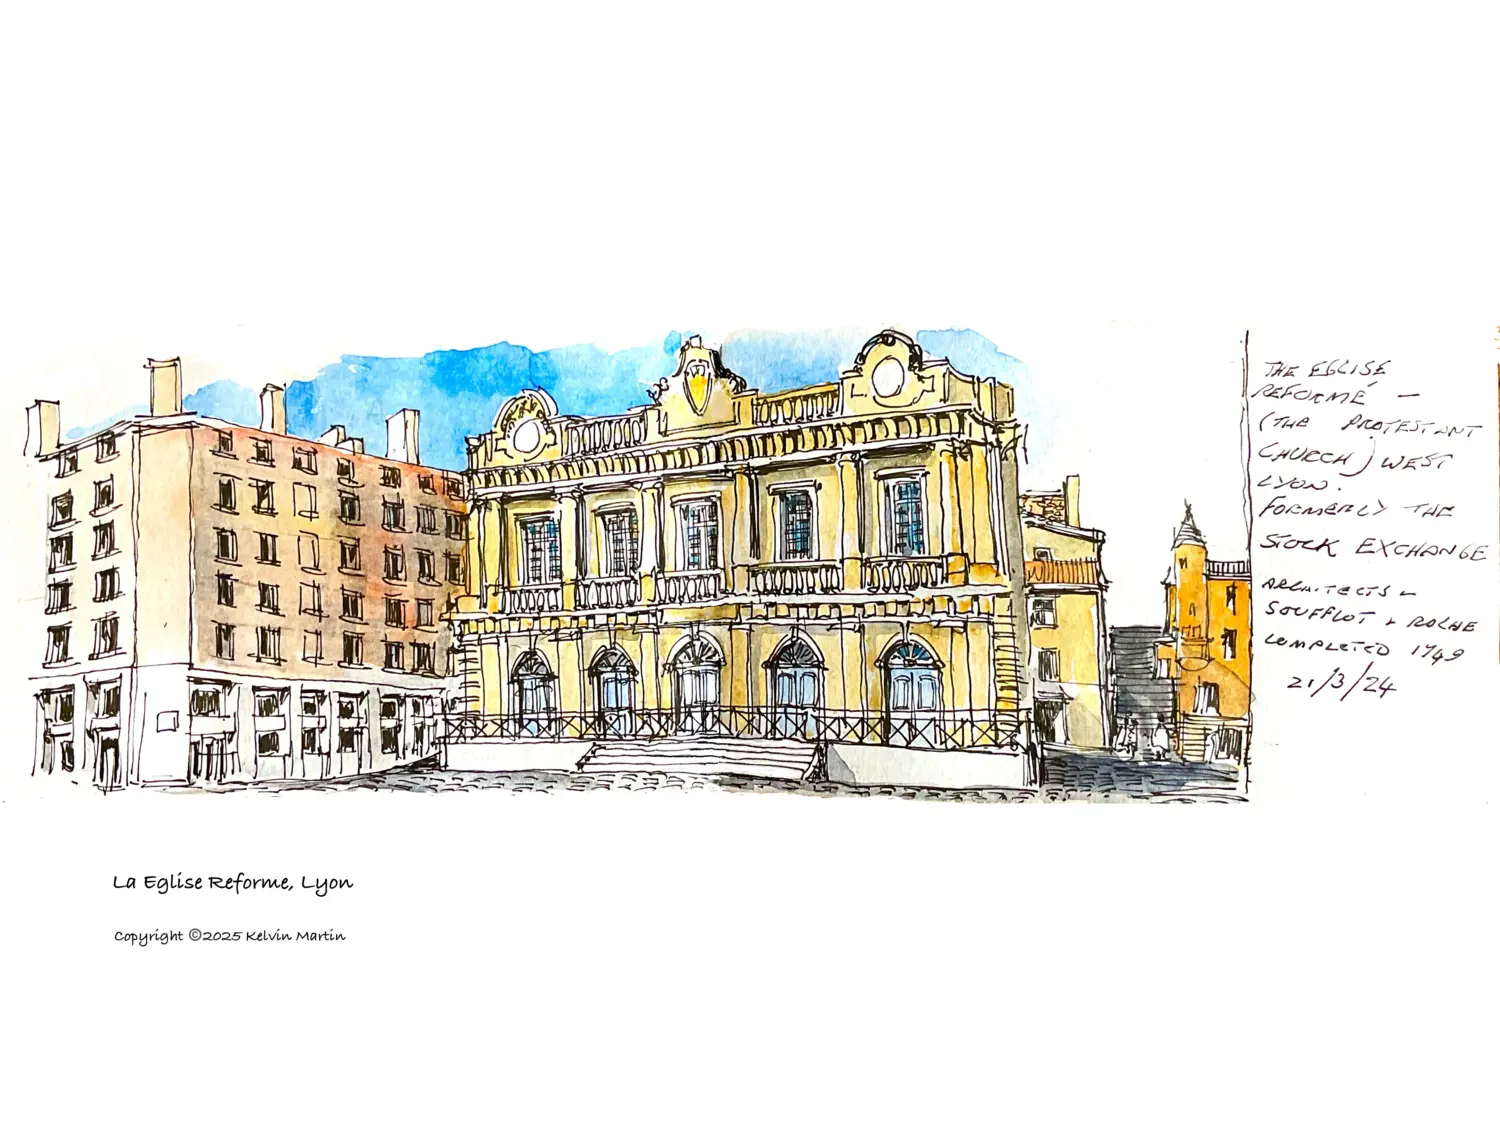 THE EGLISE
REFORMÉ —
(THE PROTESTANT
CHURCH) WEST
LYON.
FORMERLY THE
STOCK EXCHANGE
ARCHITECTS -
SOUFFLOT + ROCHE
COMPLETED 1749
21/3/24
La Eglise Reforme, Lyon
Copyright ©2025 Kelvin Martin